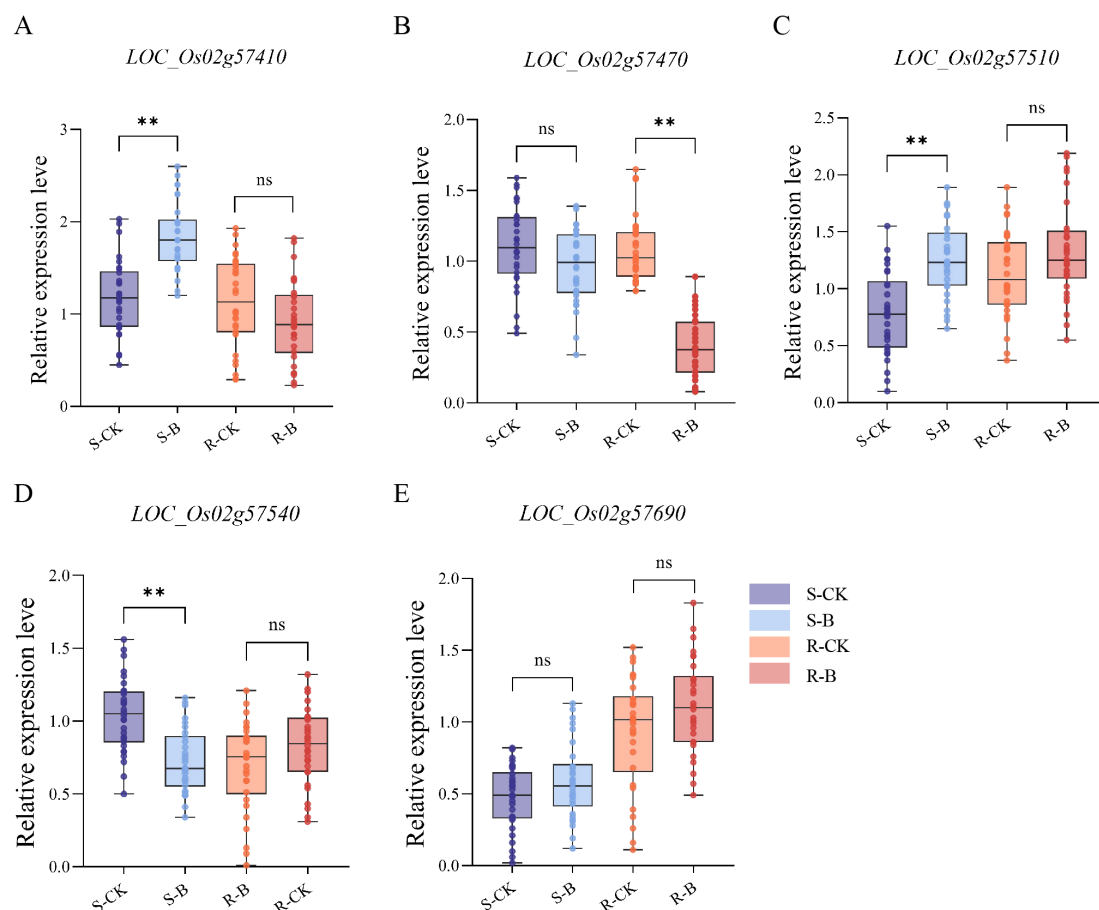 A
LOC_Os02g57410
Relative expression leve
3
2
1
0
**
ns
S-CK
S-B
R-CK
R-B
B
LOC_Os02g57470
Relative expression leve
2.0
1.5
1.0
0.5
0.0
ns
**
S-CK
S-B
R-CK
R-B
C
LOC_Os02g57510
Relative expression leve
2.5
2.0
1.5
1.0
0.5
0.0
**
ns
S-CK
S-B
R-CK
R-B
D
LOC_Os02g57540
Relative expression leve
2.0
1.5
1.0
0.5
0.0
**
ns
S-CK
S-B
R-B
R-CK
E
LOC_Os02g57690
Relative expression leve
2.0
1.5
1.0
0.5
0.0
ns
ns
S-CK
S-B
R-CK
R-B
S-CK
S-B
R-CK
R-B